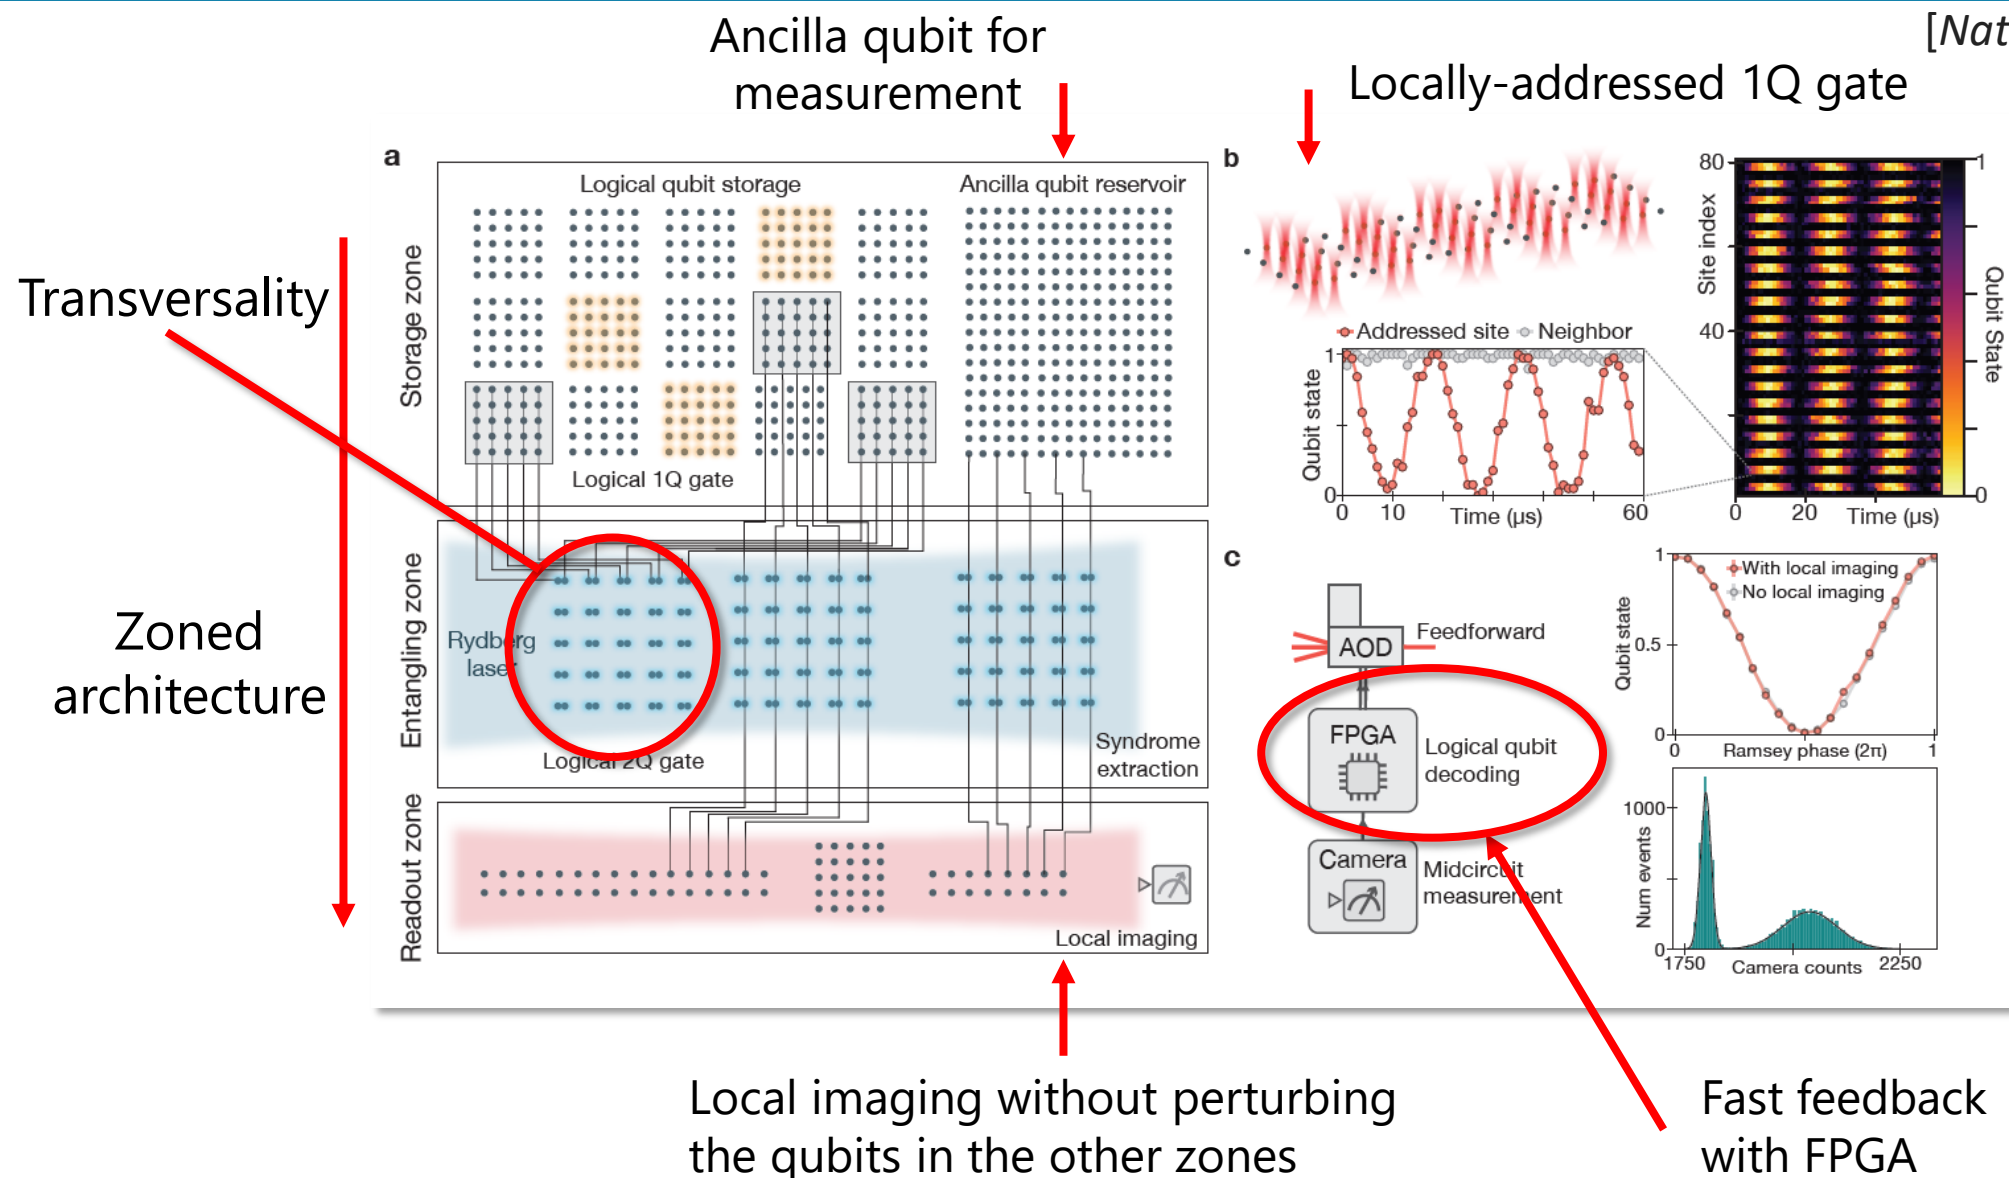 Ancilla qubit for
measurement
[Nat
Locally-addressed 1Q gate
Transversality
Zoned
architecture
a
Logical qubit storage
Ancilla qubit reservoir
Storage zone
Logical 1Q gate
Entangling zone
Rydberg
laser
Logical 2Q gate
Syndrome
extraction
Readout zone
Local imaging
b
Addressed site
Neighbor
Qubit state
1
0
0
10
Time (µs)
60
80
40
Site index
0
20
Time (µs)
1
0
Qubit State
c
AOD
Feedforward
FPGA
Logical qubit
decoding
Camera
Midcircuit
measurement
With local imaging
No local imaging
Qubit state
1
0.5
0
0
Ramsey phase (2π)
1
Num events
1000
0
1750
Camera counts
2250
Local imaging without perturbing
the qubits in the other zones
Fast feedback
with FPGA